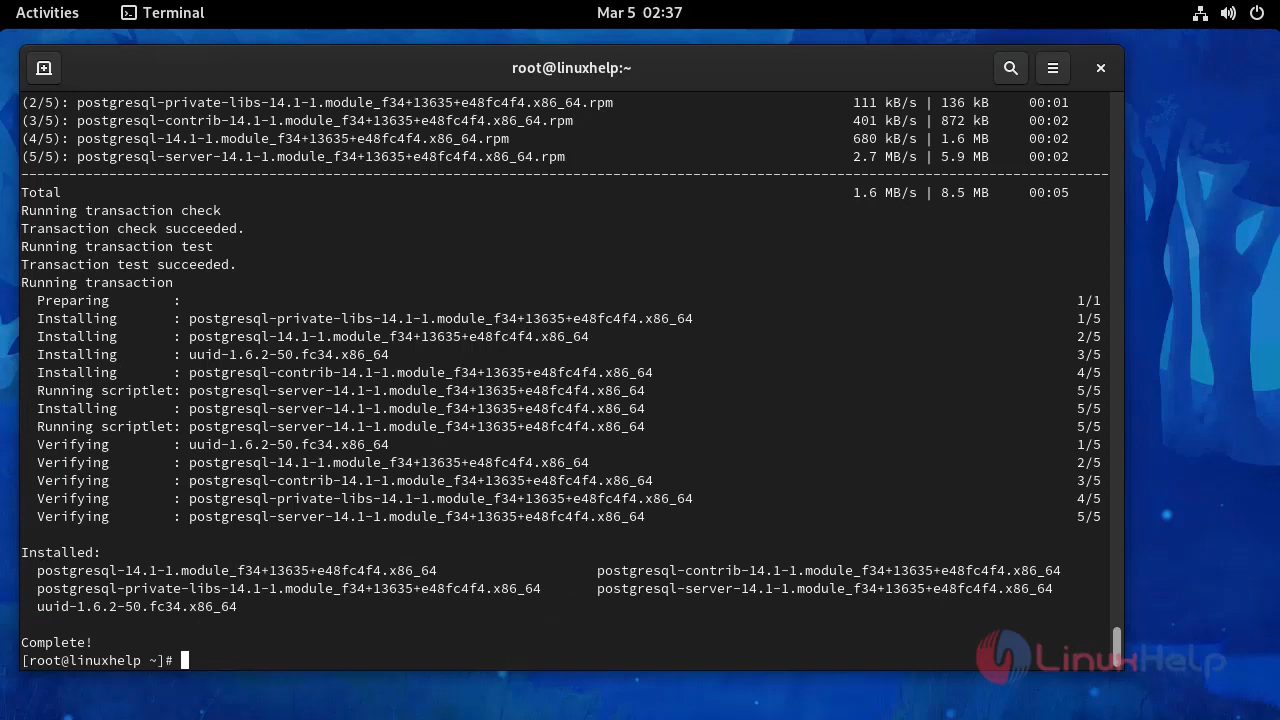 Activities Terminal Mar 5 02:37
root@linuxhelp:~
(2/5): postgresql-private-libs-14.1-1.module_f34+13635+e48fc4f4.x86_64.rpm 111 kB/s | 136 kB 00:01
(3/5): postgresql-contrib-14.1-1.module_f34+13635+e48fc4f4.x86_64.rpm 401 kB/s | 872 kB 00:02
(4/5): postgresql-14.1-1.module_f34+13635+e48fc4f4.x86_64.rpm 680 kB/s | 1.6 MB 00:02
(5/5): postgresql-server-14.1-1.module_f34+13635+e48fc4f4.x86_64.rpm 2.7 MB/s | 5.9 MB 00:02
--------------------------------------------------------------------------------
Total 1.6 MB/s | 8.5 MB 00:05
Running transaction check
Transaction check succeeded.
Running transaction test
Transaction test succeeded.
Running transaction
Preparing : 1/1
Installing : postgresql-private-libs-14.1-1.module_f34+13635+e48fc4f4.x86_64 1/5
Installing : postgresql-14.1-1.module_f34+13635+e48fc4f4.x86_64 2/5
Installing : uuid-1.6.2-50.fc34.x86_64 3/5
Installing : postgresql-contrib-14.1-1.module_f34+13635+e48fc4f4.x86_64 4/5
Running scriptlet: postgresql-server-14.1-1.module_f34+13635+e48fc4f4.x86_64 5/5
Installing : postgresql-server-14.1-1.module_f34+13635+e48fc4f4.x86_64 5/5
Running scriptlet: postgresql-server-14.1-1.module_f34+13635+e48fc4f4.x86_64 5/5
Verifying : uuid-1.6.2-50.fc34.x86_64 1/5
Verifying : postgresql-14.1-1.module_f34+13635+e48fc4f4.x86_64 2/5
Verifying : postgresql-contrib-14.1-1.module_f34+13635+e48fc4f4.x86_64 3/5
Verifying : postgresql-private-libs-14.1-1.module_f34+13635+e48fc4f4.x86_64 4/5
Verifying : postgresql-server-14.1-1.module_f34+13635+e48fc4f4.x86_64 5/5
Installed:
postgresql-14.1-1.module_f34+13635+e48fc4f4.x86_64 postgresql-contrib-14.1-1.module_f34+13635+e48fc4f4.x86_64
postgresql-private-libs-14.1-1.module_f34+13635+e48fc4f4.x86_64 postgresql-server-14.1-1.module_f34+13635+e48fc4f4.x86_64
uuid-1.6.2-50.fc34.x86_64
Complete!
[root@linuxhelp ~]#
LinuxHelp